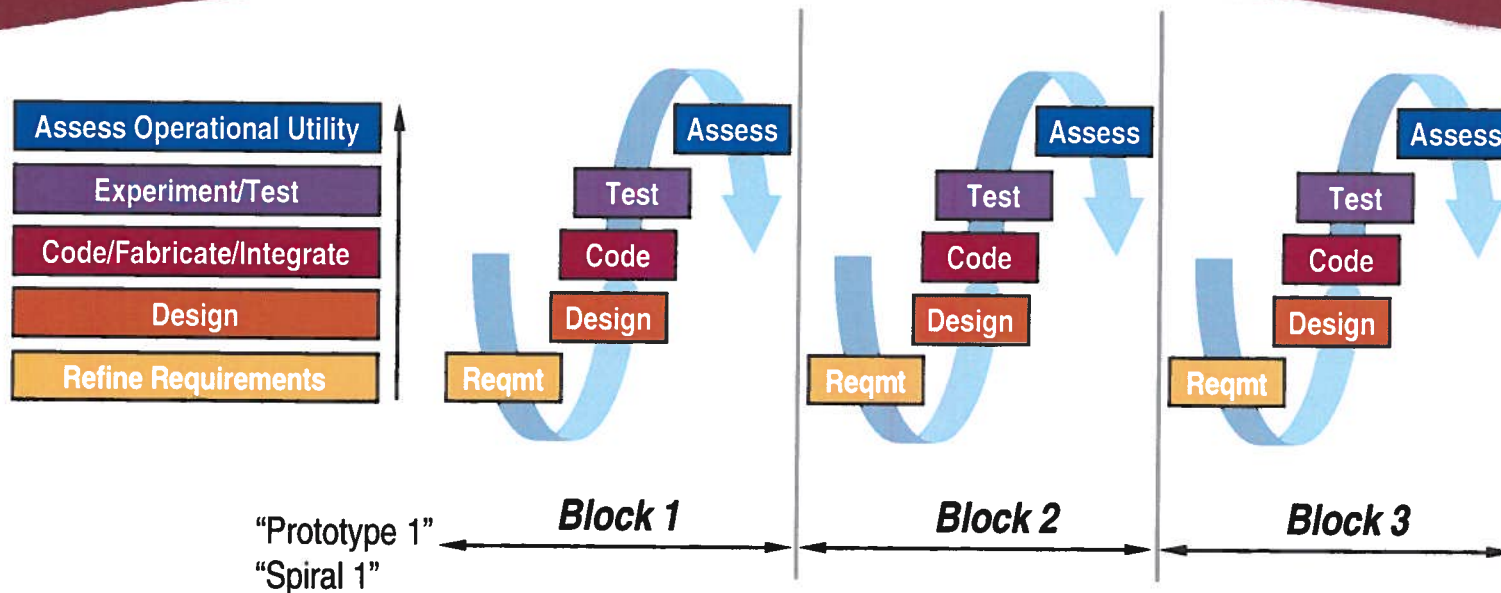 Assess Operational Utility
Experiment/Test
Code/Fabricate/Integrate
Design
Refine Requirements
Assess
Test
Code
Design
Reqmt
Assess
Test
Code
Design
Reqmt
Assess
Test
Code
Design
Reqmt
“Prototype 1”
“Spiral 1”
Block 1
Block 2
Block 3